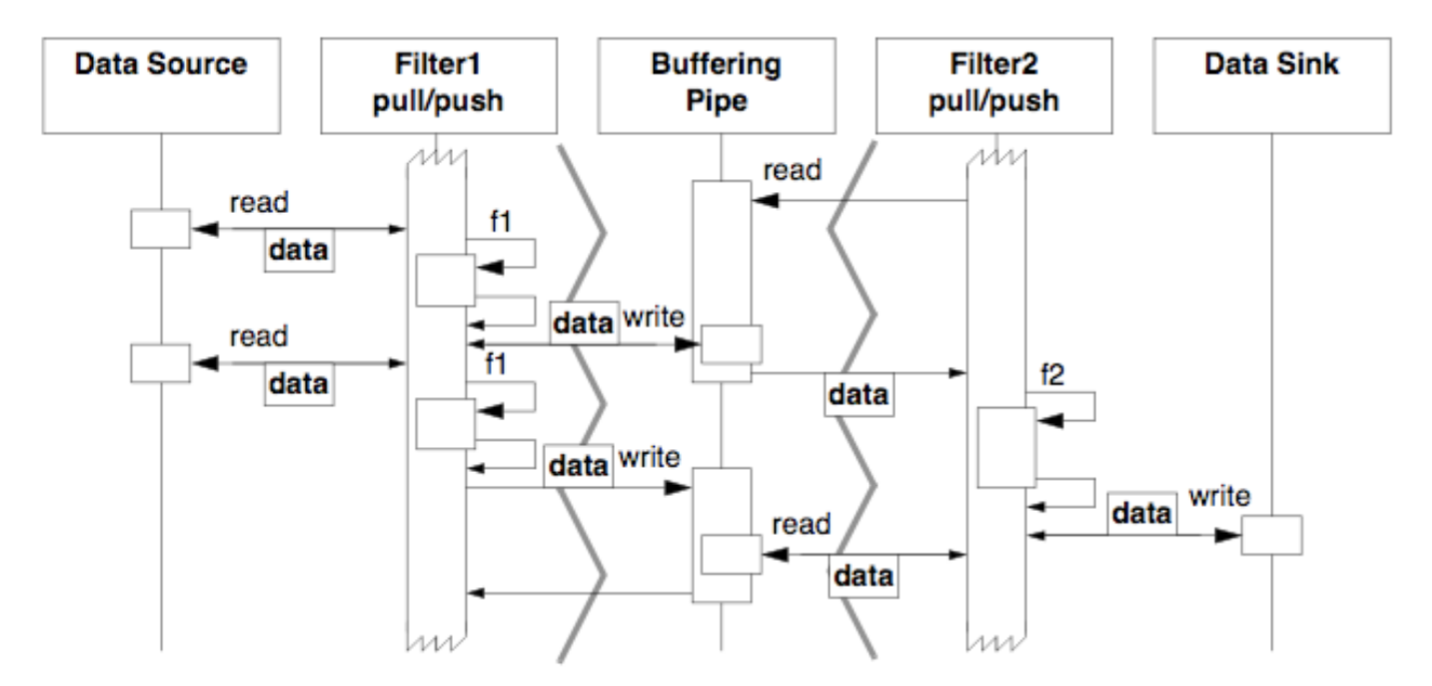 Data Source
Filter1
pull/push
Buffering
Pipe
Filter2
pull/push
Data Sink
read
read
f1
data
data
write
read
f1
data
data
f2
data
write
data
write
read
data